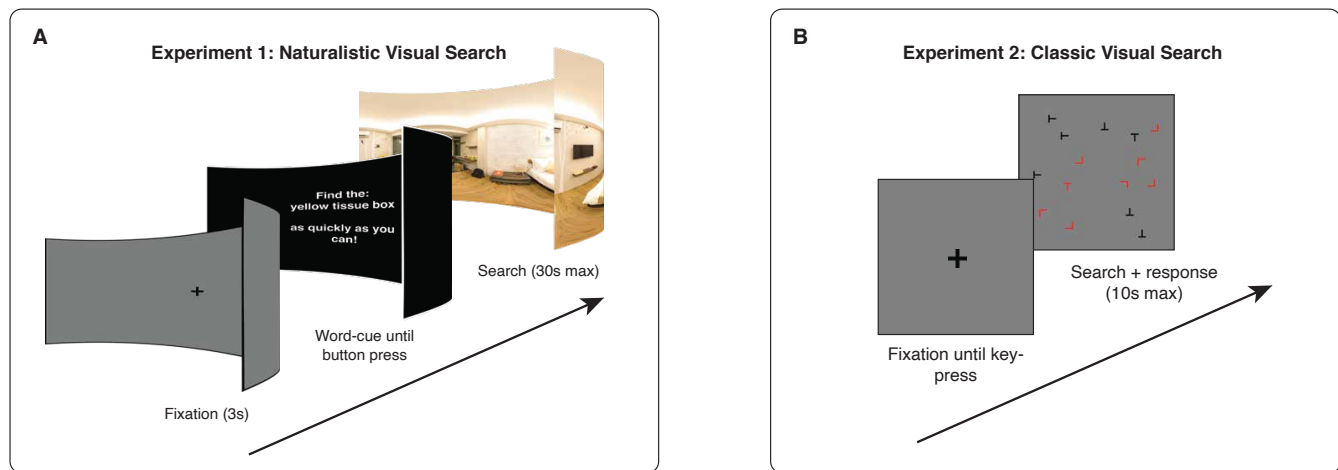 A
Experiment 1: Naturalistic Visual Search
Find the:
yellow tissue box
as quickly as you
can!
Search (30s max)
Word-cue until
button press
Fixation (3s)
B
Experiment 2: Classic Visual Search
Search + response
(10s max)
Fixation until key-
press